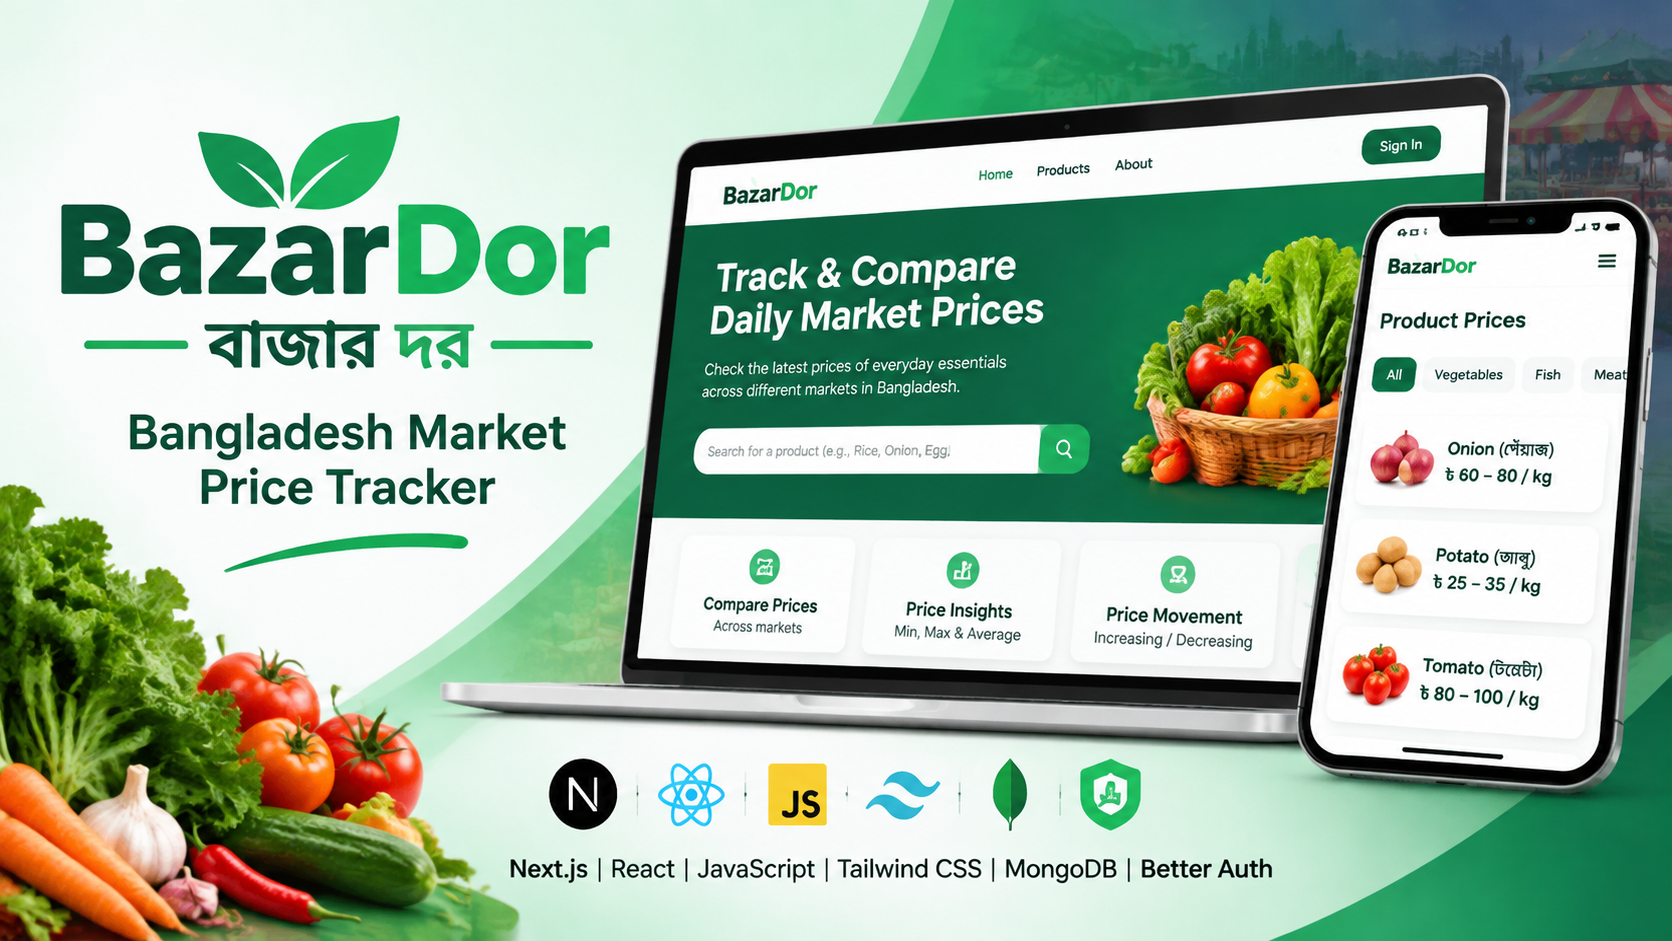 BazarDor
বাজার দর
Bangladesh Market
Price Tracker
BazarDor
Home
Products
About
Sign In
Track & Compare
Daily Market Prices
Check the latest prices of everyday essentials
across different markets in Bangladesh.
Search for a product (e.g., Rice, Onion, Egg
Compare Prices
Across markets
Price Insights
Min, Max & Average
Price Movement
Increasing / Decreasing
BazarDor
Product Prices
All
Vegetables
Fish
Meat
Onion (পেঁয়াজ)
৳ 60 – 80 / kg
Potato (আলু)
৳ 25 – 35 / kg
Tomato
৳ 80 – 100 / kg
N
JS
Next.js | React | JavaScript | Tailwind CSS | MongoDB | Better Auth